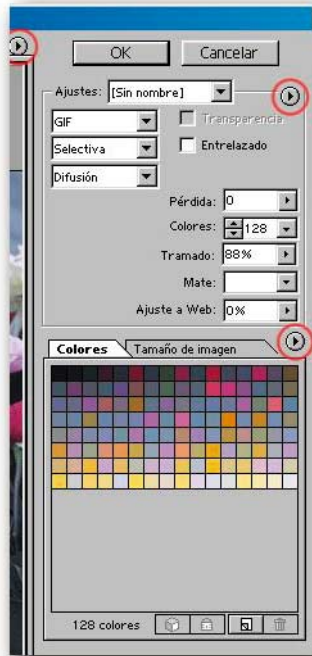 OK Cancelar
Ajustes: [Sin nombre]
GIF Transparencia
Selectiva Entrelazado
Difusión
Pérdida: 0
Colores: 128
Tramado: 88%
Mate:
Ajuste a Web: 0%
Colores Tamaño de imagen
128 colores